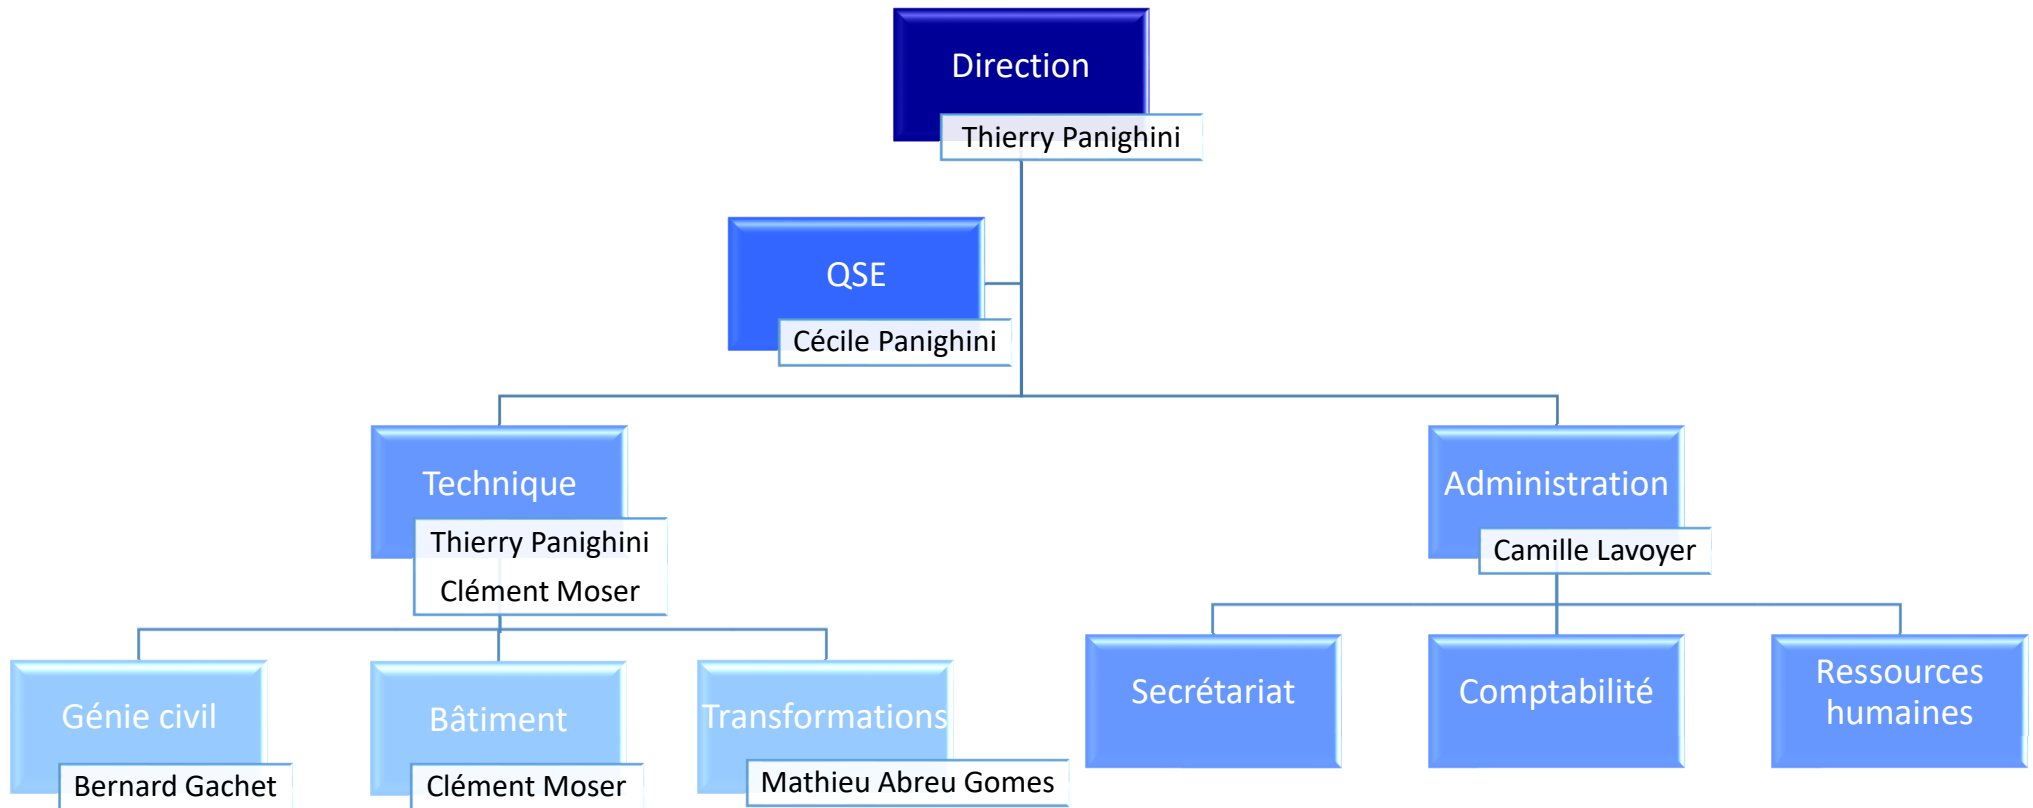 Direction
Thierry Panighini
QSE
Cécile Panighini
Technique
Thierry Panighini
Clément Moser
Administration
Camille Lavoyer
Génie civil
Bernard Gachet
Bâtiment
Clément Moser
Transformations
Mathieu Abreu Gomes
Secrétariat
Comptabilité
Ressources
humaines